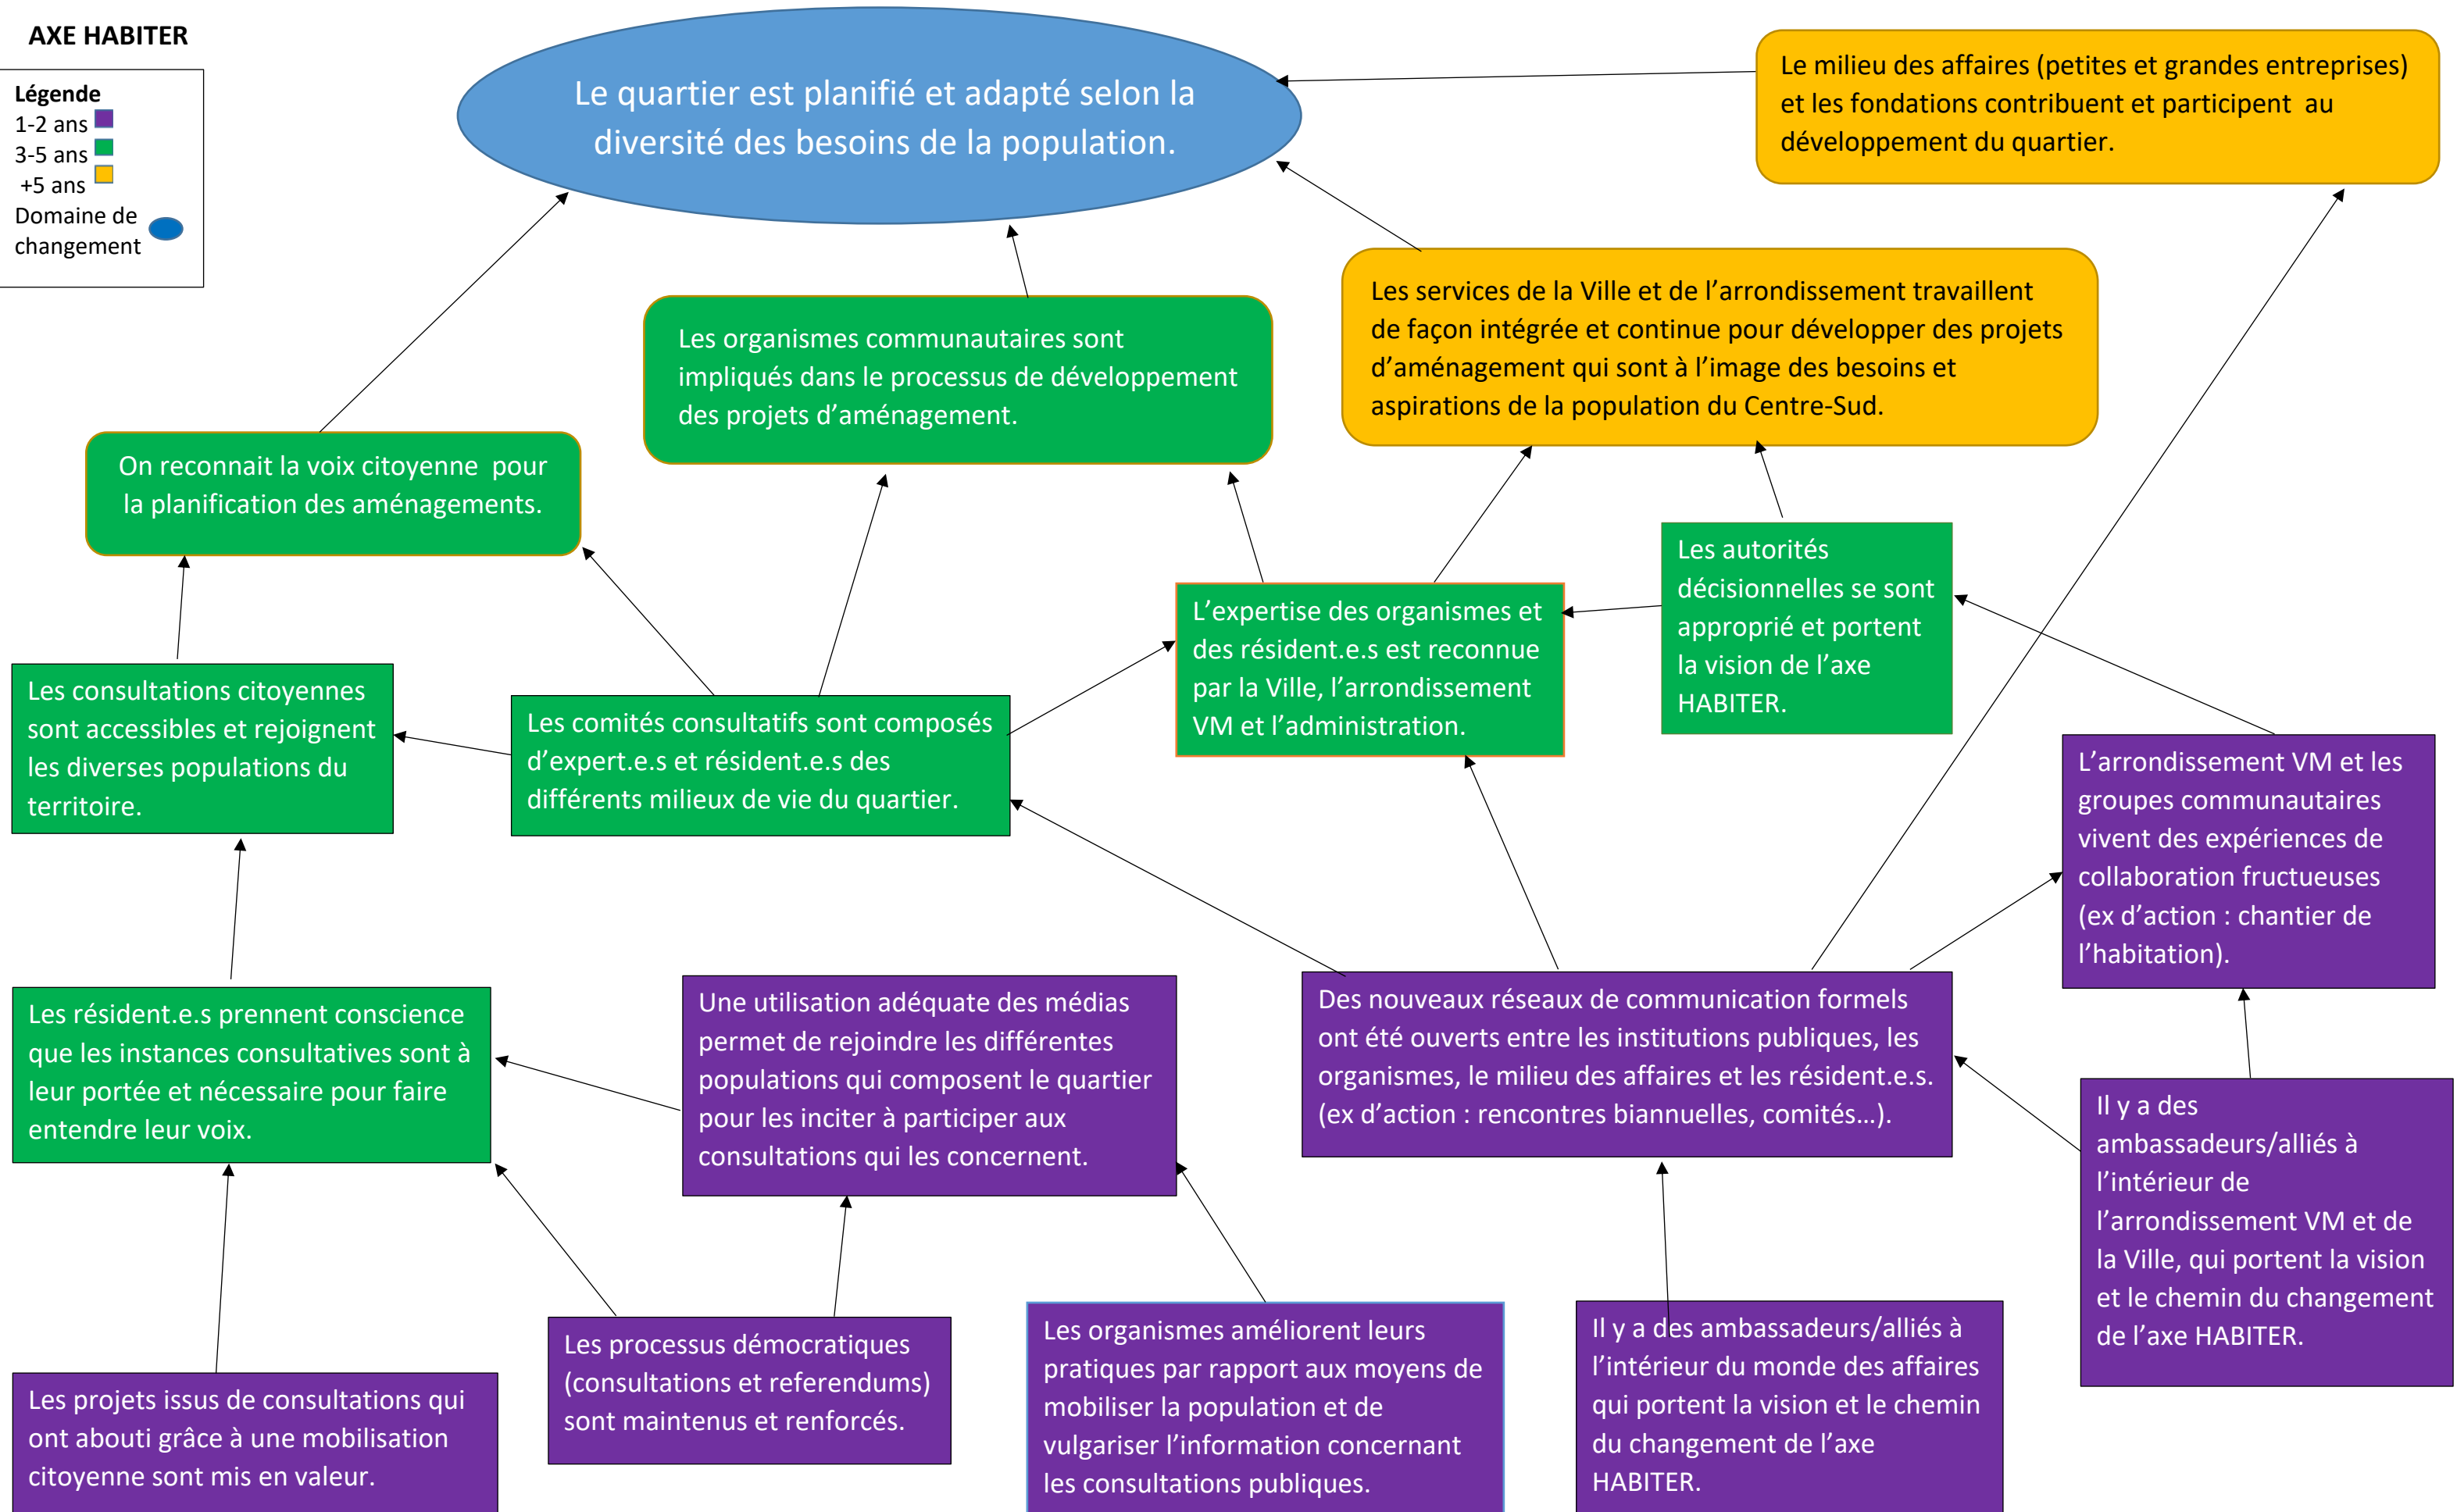 AXE HABITER
Légende
1-2 ans
3-5 ans
+5 ans
Domaine de
changement
Le quartier est planifié et adapté selon la
diversité des besoins de la population.
Le milieu des affaires (petites et grandes entreprises)
et les fondations contribuent et participent au
développement du quartier.
Les services de la Ville et de l’arrondissement travaillent
de façon intégrée et continue pour développer des projets
d’aménagement qui sont à l’image des besoins et
aspirations de la population du Centre-Sud.
Les organismes communautaires sont
impliqués dans le processus de développement
des projets d’aménagement.
On reconnait la voix citoyenne pour
la planification des aménagements.
Les autorités
décisionnelles se sont
approprié et portent
la vision de l’axe
HABITER.
L’expertise des organismes et
des résident.e.s est reconnue
par la Ville, l’arrondissement
VM et l’administration.
Les consultations citoyennes
sont accessibles et rejoignent
les diverses populations du
territoire.
Les comités consultatifs sont composés
d’expert.e.s et résident.e.s des
différents milieux de vie du quartier.
L’arrondissement VM et les
groupes communautaires
vivent des expériences de
collaboration fructueuses
(ex d’action : chantier de
l’habitation).
Les résident.e.s prennent conscience
que les instances consultatives sont à
leur portée et nécessaire pour faire
entendre leur voix.
Une utilisation adéquate des médias
permet de rejoindre les différentes
populations qui composent le quartier
pour les inciter à participer aux
consultations qui les concernent.
Des nouveaux réseaux de communication formels
ont été ouverts entre les institutions publiques, les
organismes, le milieu des affaires et les résident.e.s.
(ex d’action : rencontres biannuelles, comités…).
Il y a des
ambassadeurs/alliés à
l’intérieur de
l’arrondissement VM et de
la Ville, qui portent la vision
et le chemin du changement
de l’axe HABITER.
Les projets issus de consultations qui
ont abouti grâce à une mobilisation
citoyenne sont mis en valeur.
Les processus démocratiques
(consultations et referendums)
sont maintenus et renforcés.
Les organismes améliorent leurs
pratiques par rapport aux moyens de
mobiliser la population et de
vulgariser l’information concernant
les consultations publiques.
Il y a des ambassadeurs/alliés à
l’intérieur du monde des affaires
qui portent la vision et le chemin
du changement de l’axe
HABITER.